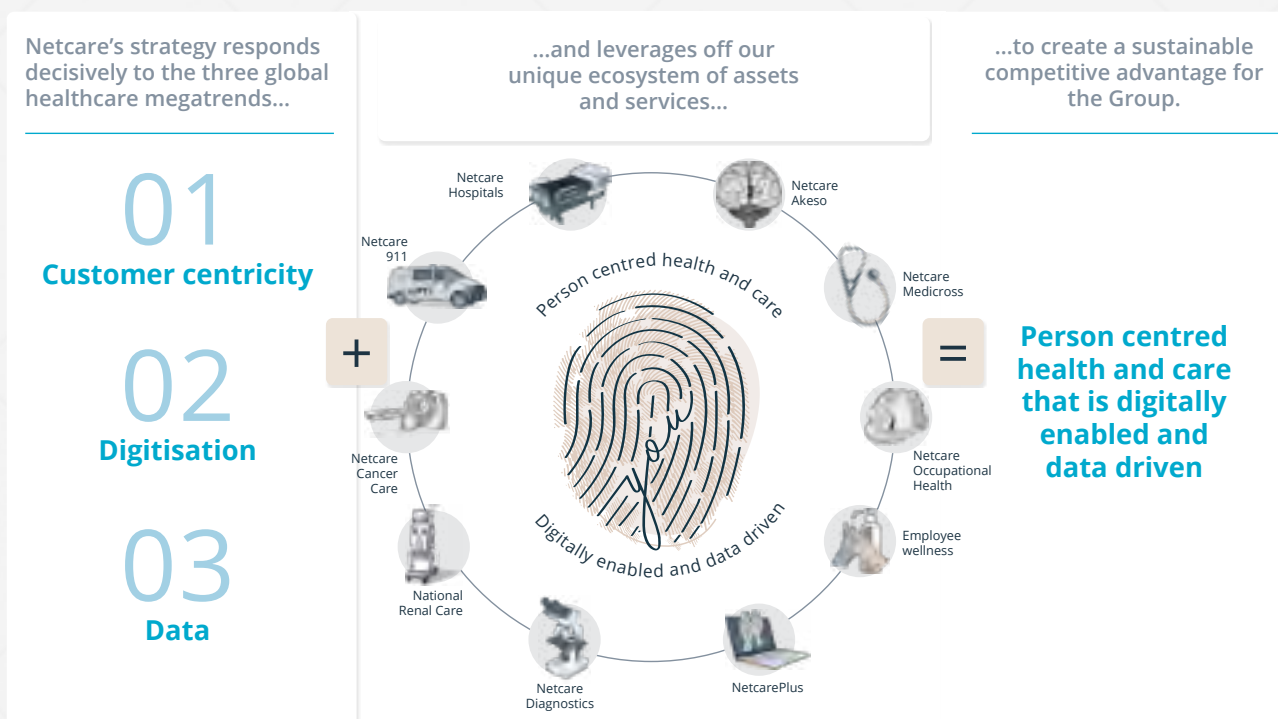 Netcare’s strategy responds
decisively to the three global
healthcare megatrends...
01
Customer centricity
02
Digitisation
03
Data
+
...and leverages off our
unique ecosystem of assets
and services...
Netcare
Hospitals
Netcare
Akeso
Netcare
911
Netcare
Medicross
Netcare
Cancer
Care
Netcare
Occupational
Health
National
Renal Care
Employee
wellness
Netcare
Diagnostics
NetcarePlus
Person centred health and care
you
Digitally enabled and data driven
=
...to create a sustainable
competitive advantage for
the Group.
Person centred
health and care
that is digitally
enabled and
data driven